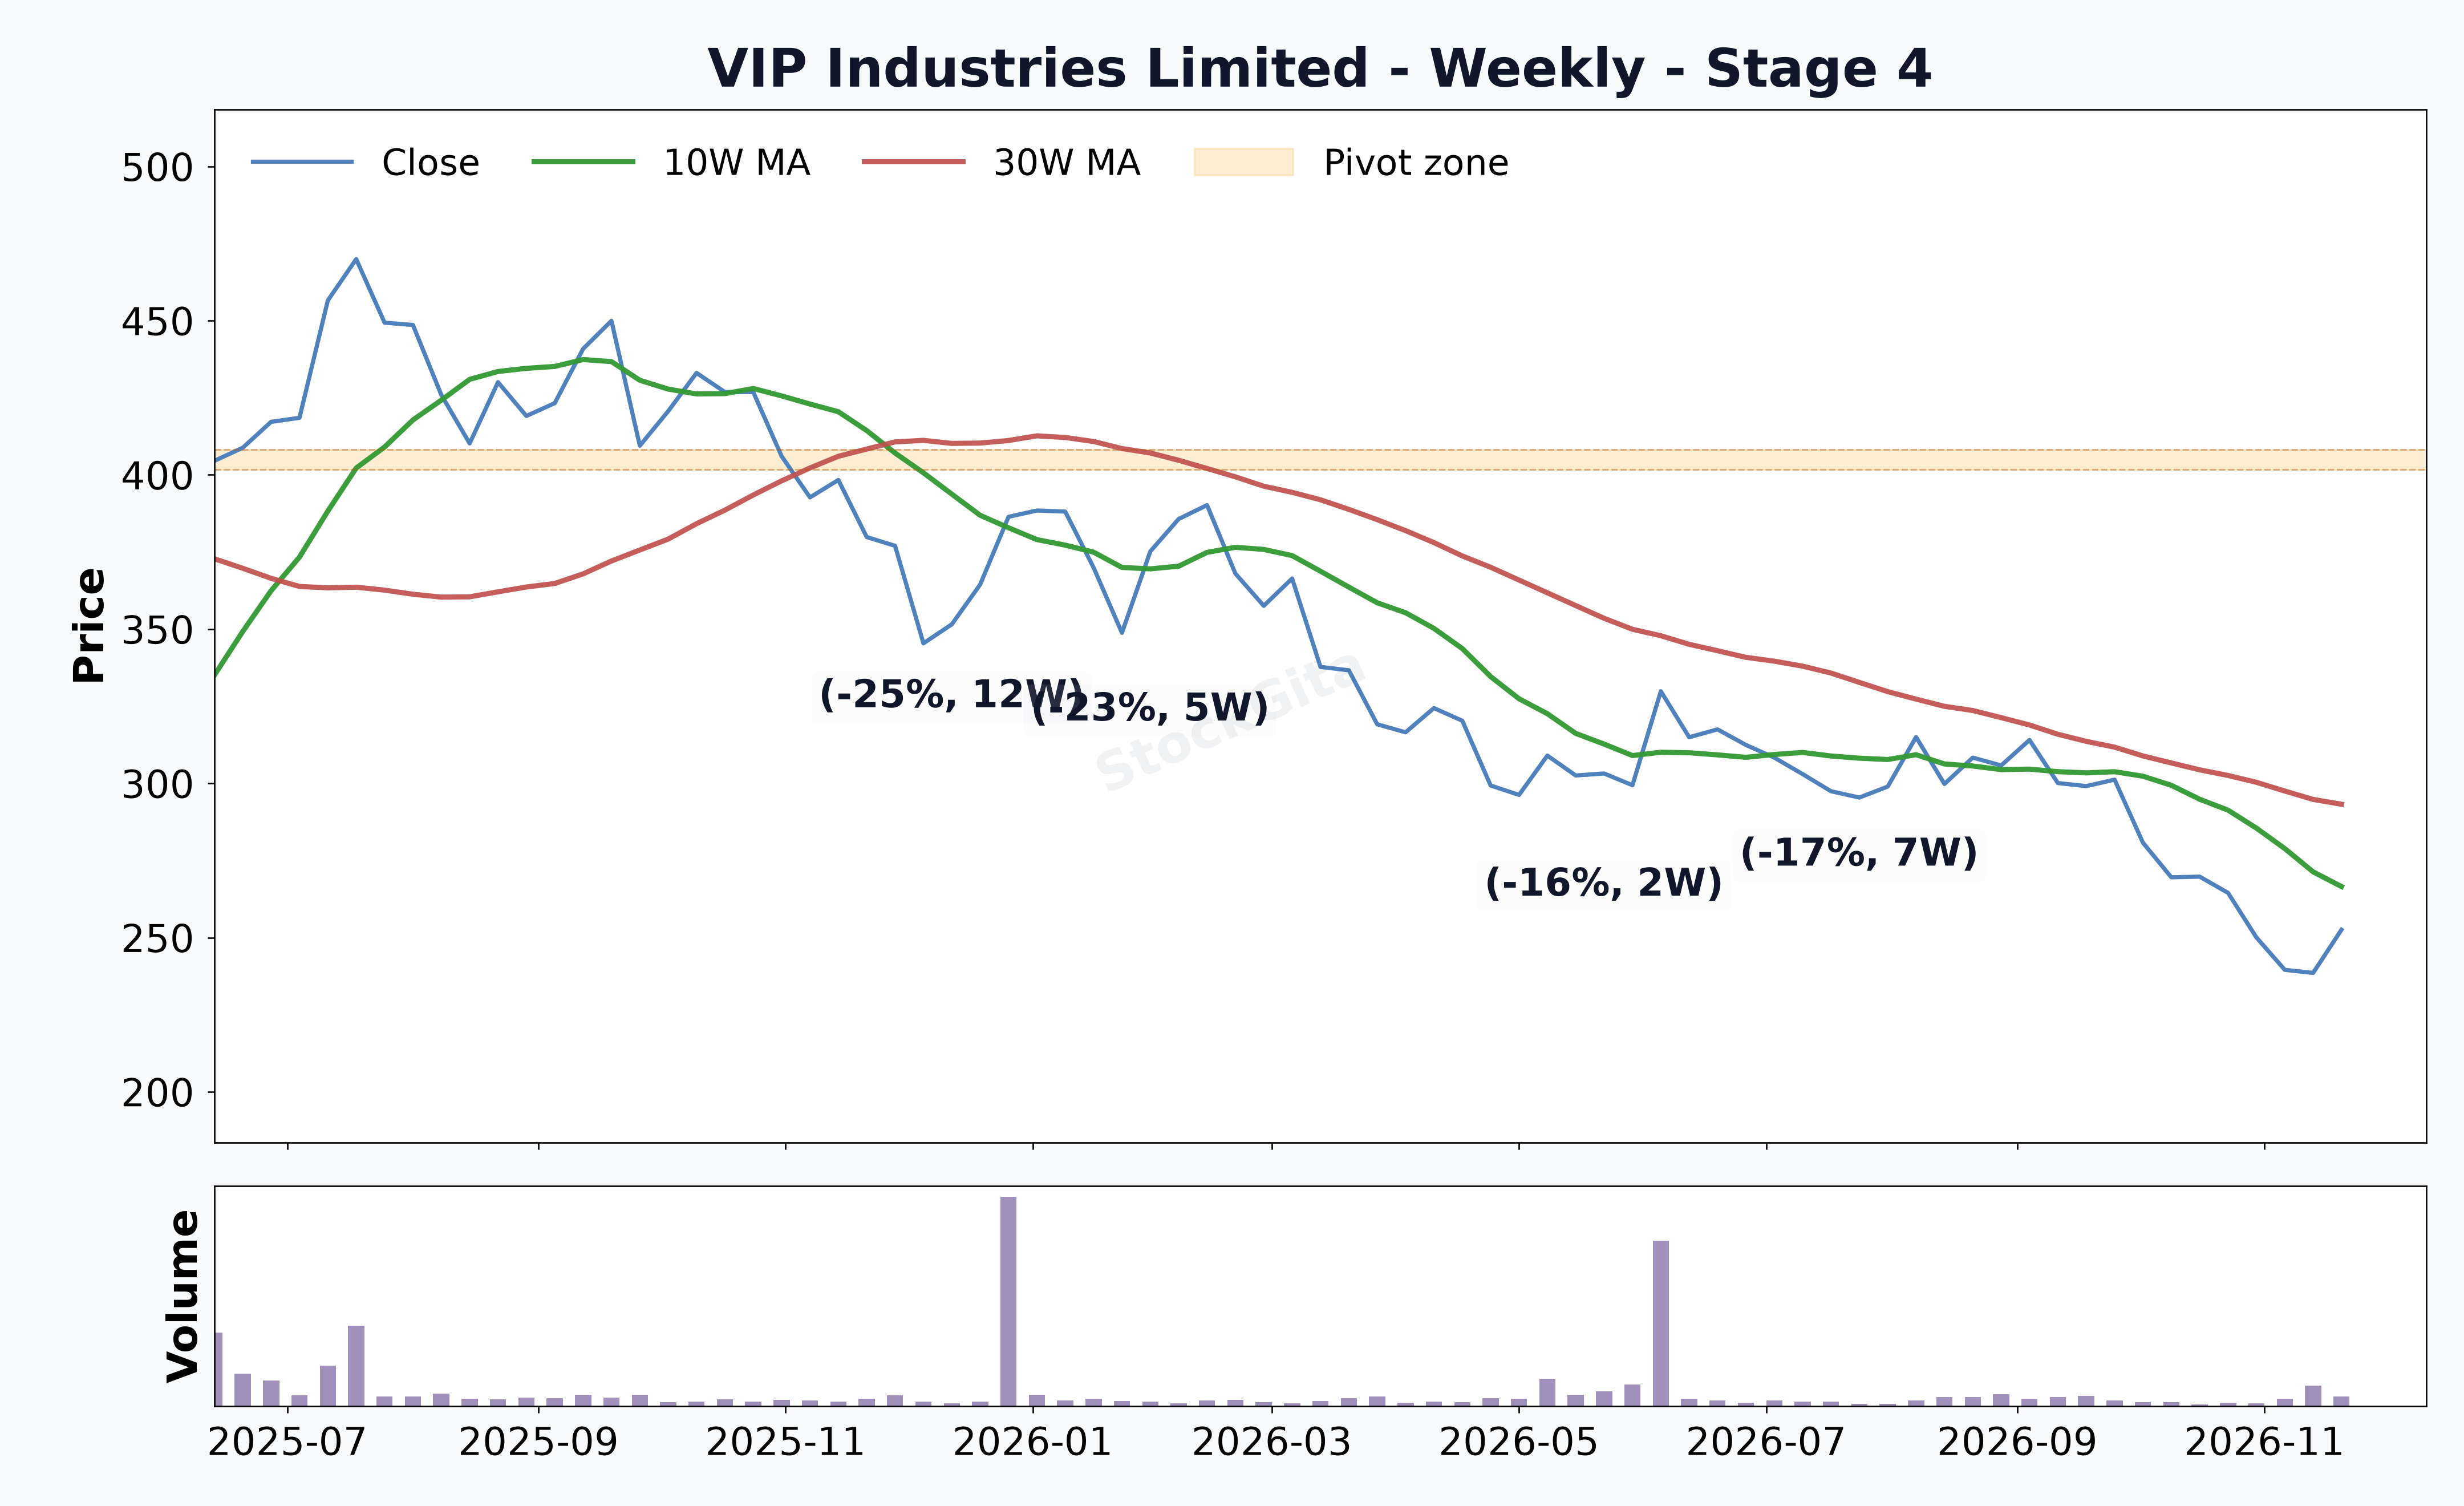 VIP Industries Limited - Weekly - Stage 4
Close 10W MA 30W MA Pivot zone
500
450
400
350
300
250
200
Price
(-25%, 12W)
(-23%, 5W)
StockGita
(-17%, 7W)
(-16%, 2W)
Volume
2025-07 2025-09 2025-11 2026-01 2026-03 2026-05 2026-07 2026-09 2026-11